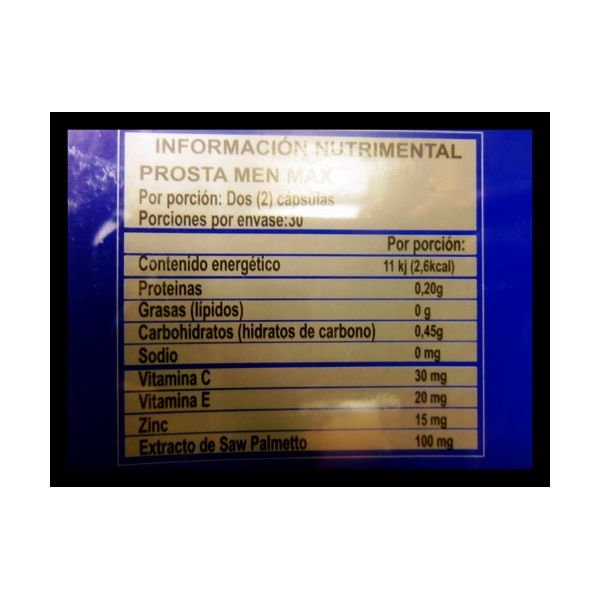 INFORMACIÓN NUTRIMENTAL
PROSTA MEN MAX
Por porción: Dos (2) cápsulas
Porciones por envase:30
Por porción:
Contenido energético 11 kj (2,6kcal)
Proteinas 0,20g
Grasas (lípidos) 0 g
Carbohidratos (hidratos de carbono) 0,45g
Sodio 0 mg
Vitamina C 30 mg
Vitamina E 20 mg
Zinc 15 mg
Extracto de Saw Palmetto 100 mg